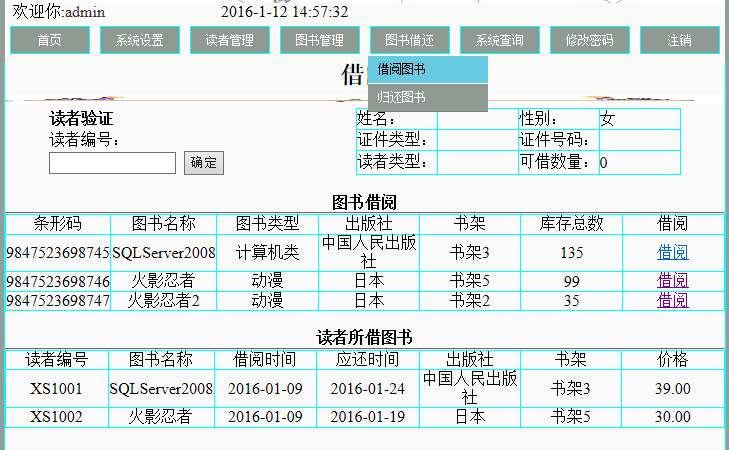 欢迎你:admin 2016-1-12 14:57:32
首页 系统设置 读者管理 图书管理 图书借还 系统查询 修改密码 注销
借
借阅图书
归还图书
读者验证
读者编号：
确定
姓名： 性别： 女
证件类型： 证件号码：
读者类型： 可借数量： 0
图书借阅
条形码 图书名称 图书类型 出版社 书架 库存总数 借阅
9847523698745 SQLServer2008 计算机类 中国人民出版社 书架3 135 借阅
9847523698746 火影忍者 动漫 日本 书架5 99 借阅
9847523698747 火影忍者2 动漫 日本 书架2 35 借阅
读者所借图书
读者编号 图书名称 借阅时间 应还时间 出版社 书架 价格
XS1001 SQLServer2008 2016-01-09 2016-01-24 中国人民出版社 书架3 39.00
XS1002 火影忍者 2016-01-09 2016-01-19 日本 书架5 30.00